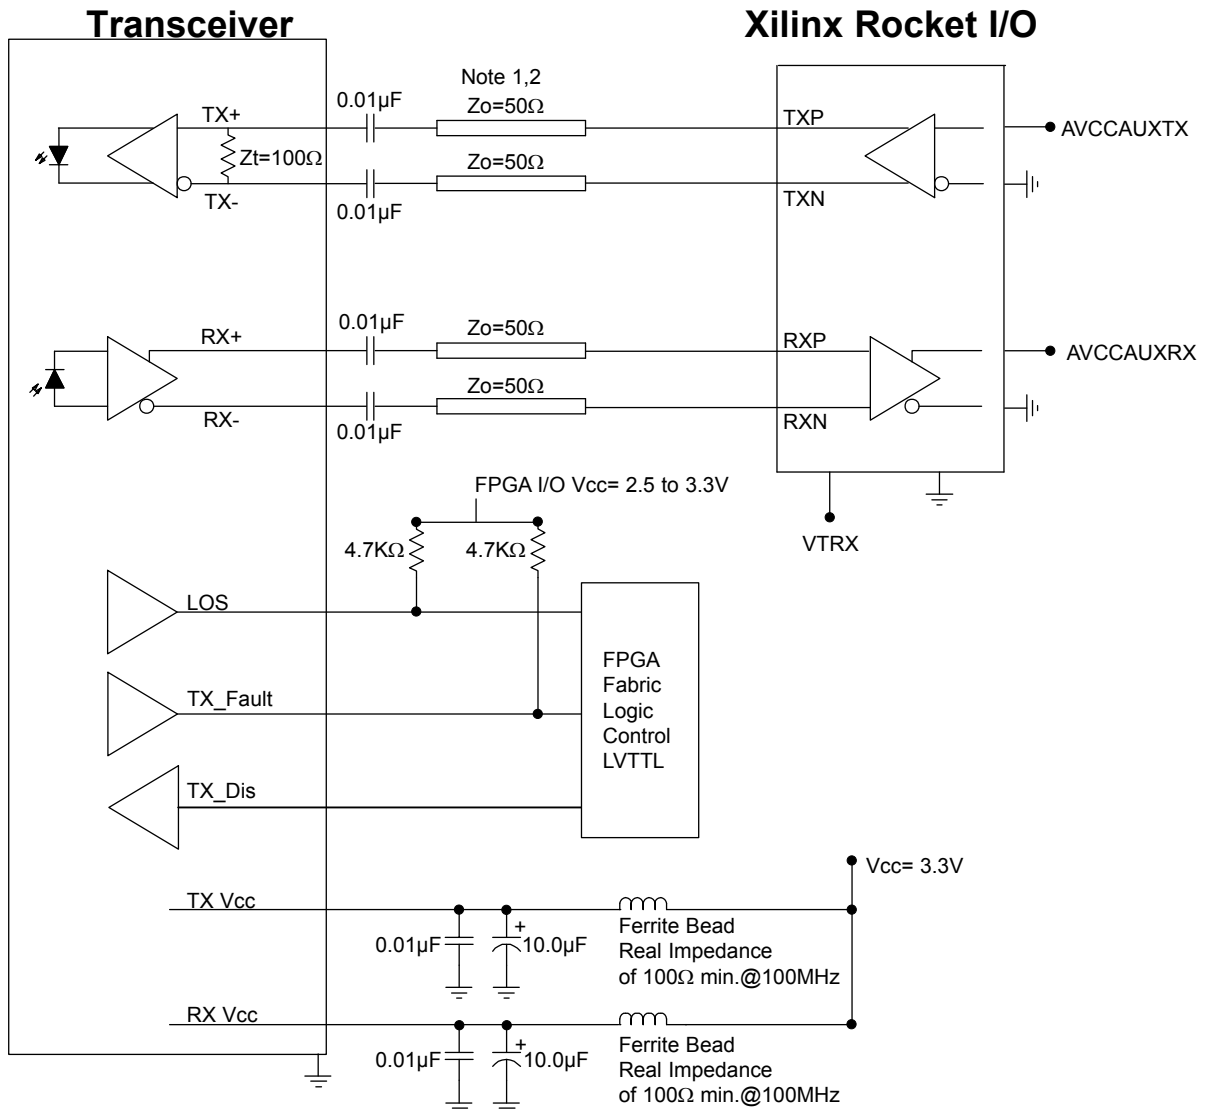 Transceiver
Xilinx Rocket I/O
Note 1,2
0.01µF
Zo=50Ω
TX+
TXP
AVCCAUXTX
Zt=100Ω
Zo=50Ω
TX-
TXN
0.01µF
0.01µF
Zo=50Ω
RX+
RXP
AVCCAUXRX
Zo=50Ω
RX-
RXN
0.01µF
FPGA I/O Vcc= 2.5 to 3.3V
VTRX
4.7KΩ
4.7KΩ
LOS
FPGA
Fabric
Logic
Control
LVTTL
TX_Fault
TX_Dis
Vcc= 3.3V
TX Vcc
+
0.01µF
10.0µF
Ferrite Bead
Real Impedance
of 100Ω min.@100MHz
RX Vcc
+
0.01µF
10.0µF
Ferrite Bead
Real Impedance
of 100Ω min.@100MHz